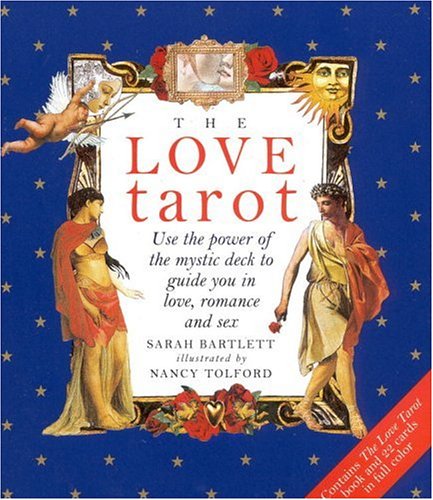 THE
LOVE
tarot
Use the power of
the mystic deck to
guide you in
love, romance
and sex
SARAH BARTLETT
illustrated by
NANCY TOLFORD
Contains The Love Tarot
book and 22 cards
in full color